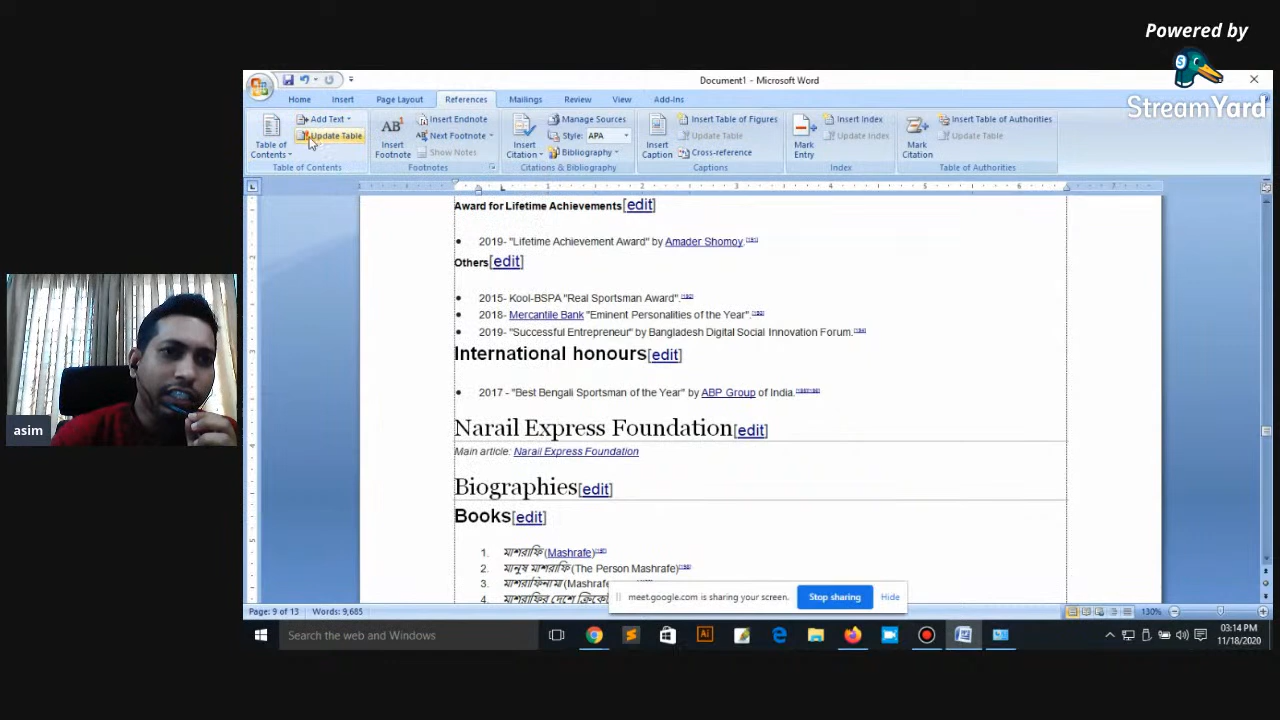 Powered by
StreamYard
Document1 - Microsoft Word
Home Insert Page Layout References Mailings Review View Add-Ins
Table of Contents
Add Text
Update Table
Table of Contents
AB1
Insert Footnote
Insert Endnote
Next Footnote
Show Notes
Footnotes
Insert Citation
Manage Sources
Style: APA
Bibliography
Citations & Bibliography
Insert Caption
Insert Table of Figures
Update Table
Cross-reference
Captions
Mark Entry
Insert Index
Update Index
Index
Mark Citation
Insert Table of Authorities
Update Table
Table of Authorities
Award for Lifetime Achievements[edit]
2019- "Lifetime Achievement Award" by Amader Shomoy.
Others[edit]
2015- Kool-BSPA "Real Sportsman Award".
2018- Mercantile Bank "Eminent Personalities of the Year".
2019- "Successful Entrepreneur" by Bangladesh Digital Social Innovation Forum.
International honours[edit]
2017 - "Best Bengali Sportsman of the Year" by ABP Group of India.
Narail Express Foundation[edit]
Main article: Narail Express Foundation
Biographies[edit]
Books[edit]
1. মাশরাফি (Mashrafe)
2. মানুষ মাশরাফি (The Person Mashrafe)
3. মাশরাফিনামা (Mashrafe
4. মাশরাফির দেশে
meet.google.com is sharing your screen. Stop sharing Hide
asim
Page: 9 of 13 Words: 9,685 130%
Search the web and Windows
03:14 PM
11/18/2020